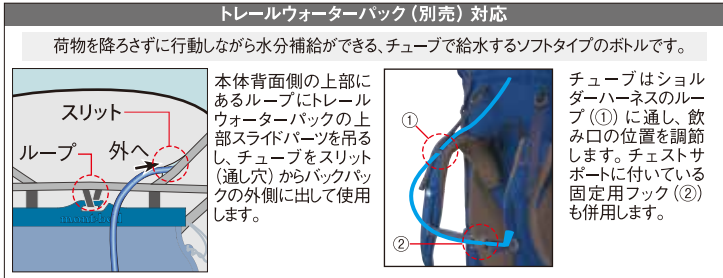 トレールウォーターパック（別売）対応
荷物を降ろさずに行動しながら水分補給ができる、チューブで給水するソフトタイプのボトルです。
スリット
ループ
外へ
mont-bell
本体背面側の上部に
あるループにトレール
ウォーターパックの上
部スライドパーツを吊る
し、チューブをスリット
（通し穴）からバックパッ
クの外側に出して使用
します。
①
②
チューブはショル
ダーハーネスのルー
プ（①）に通し、飲
み口の位置を調節
します。チェストサ
ポートに付いている
固定用フック（②）
も併用します。